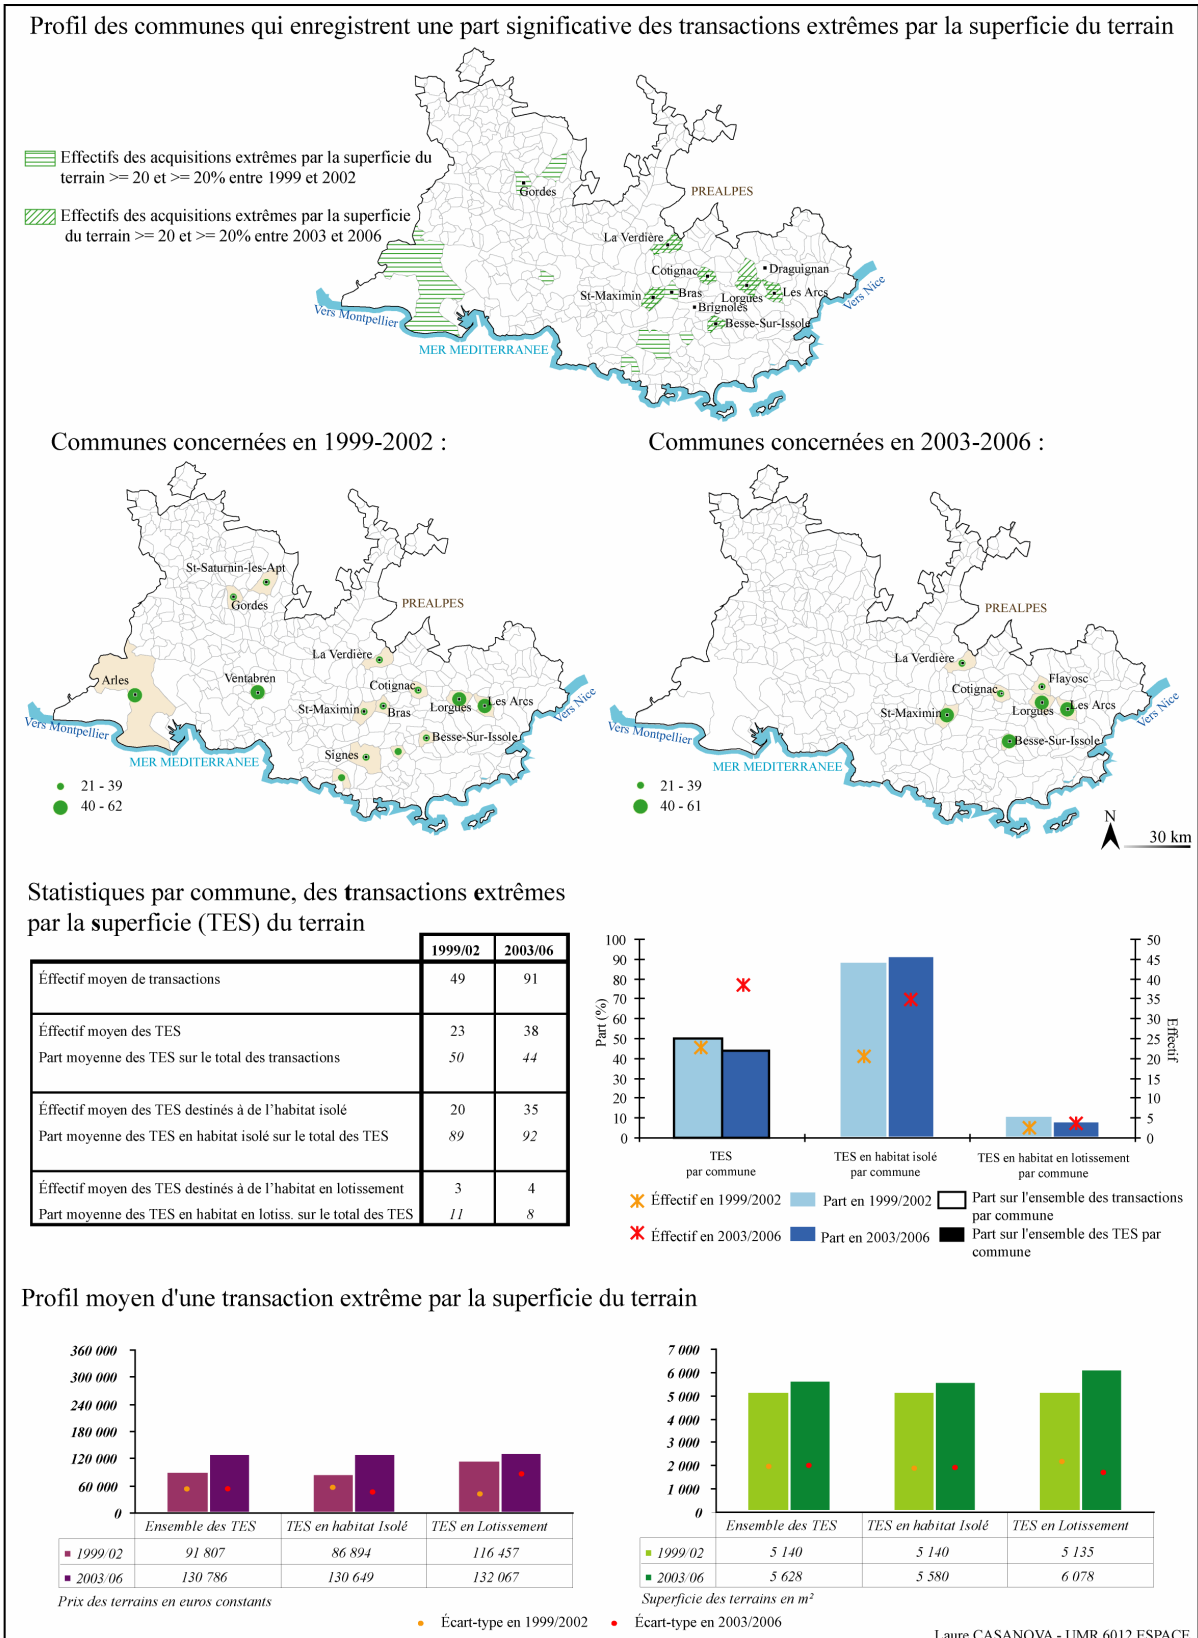 Profil des communes qui enregistrent une part significative des transactions extrêmes par la superficie du terrain
Effectifs des acquisitions extrêmes par la superficie du
terrain >= 20 et >= 20% entre 1999 et 2002
Effectifs des acquisitions extrêmes par la superficie
du terrain >= 20 et >= 20% entre 2003 et 2006
Gordes
PREALPES
La Verdière
Cotignac
Draguignan
St-Maximin
Bras
Lorgues
Les Arcs
Brignoles
Besse-Sur-Issole
Vers Montpellier
MER MEDITERRANEE
Vers Nice
Communes concernées en 1999-2002 :
St-Saturnin-les-Apt
Gordes
PREALPES
La Verdière
Arles
Ventabren
Cotignac
St-Maximin
Bras
Lorgues
Les Arcs
Besse-Sur-Issole
Signes
Vers Montpellier
MER MEDITERRANEE
Vers Nice
21 - 39
40 - 62
Communes concernées en 2003-2006 :
PREALPES
La Verdière
Cotignac
Flayosc
St-Maximin
Lorgues
Les Arcs
Besse-Sur-Issole
Vers Montpellier
MER MEDITERRANEE
Vers Nice
21 - 39
40 - 61
N
30 km
Statistiques par commune, des transactions extrêmes
par la superficie (TES) du terrain
1999/02 2003/06
Éffectif moyen de transactions 49 91
Éffectif moyen des TES 23 38
Part moyenne des TES sur le total des transactions 50 44
Éffectif moyen des TES destinés à de l'habitat isolé 20 35
Part moyenne des TES en habitat isolé sur le total des TES 89 92
Éffectif moyen des TES destinés à de l'habitat en lotissement 3 4
Part moyenne des TES en habitat en lotiss. sur le total des TES 11 8
Part (%)
100
90
80
70
60
50
40
30
20
10
0
Effectif
50
45
40
35
30
25
20
15
10
5
0
TES
par commune
TES en habitat isolé
par commune
TES en habitat en lotissement
par commune
Éffectif en 1999/2002
Part en 1999/2002
Part sur l'ensemble des transactions
par commune
Éffectif en 2003/2006
Part en 2003/2006
Part sur l'ensemble des TES par
commune
Profil moyen d'une transaction extrême par la superficie du terrain
360 000
300 000
240 000
180 000
120 000
60 000
0
Ensemble des TES TES en habitat Isolé TES en Lotissement
1999/02 91 807 86 894 116 457
2003/06 130 786 130 649 132 067
Prix des terrains en euros constants
7 000
6 000
5 000
4 000
3 000
2 000
1 000
0
Ensemble des TES TES en habitat Isolé TES en Lotissement
1999/02 5 140 5 140 5 135
2003/06 5 628 5 580 6 078
Superficie des terrains en m²
Écart-type en 1999/2002 Écart-type en 2003/2006
Laure CASANOVA - UMR 6012 ESPACE